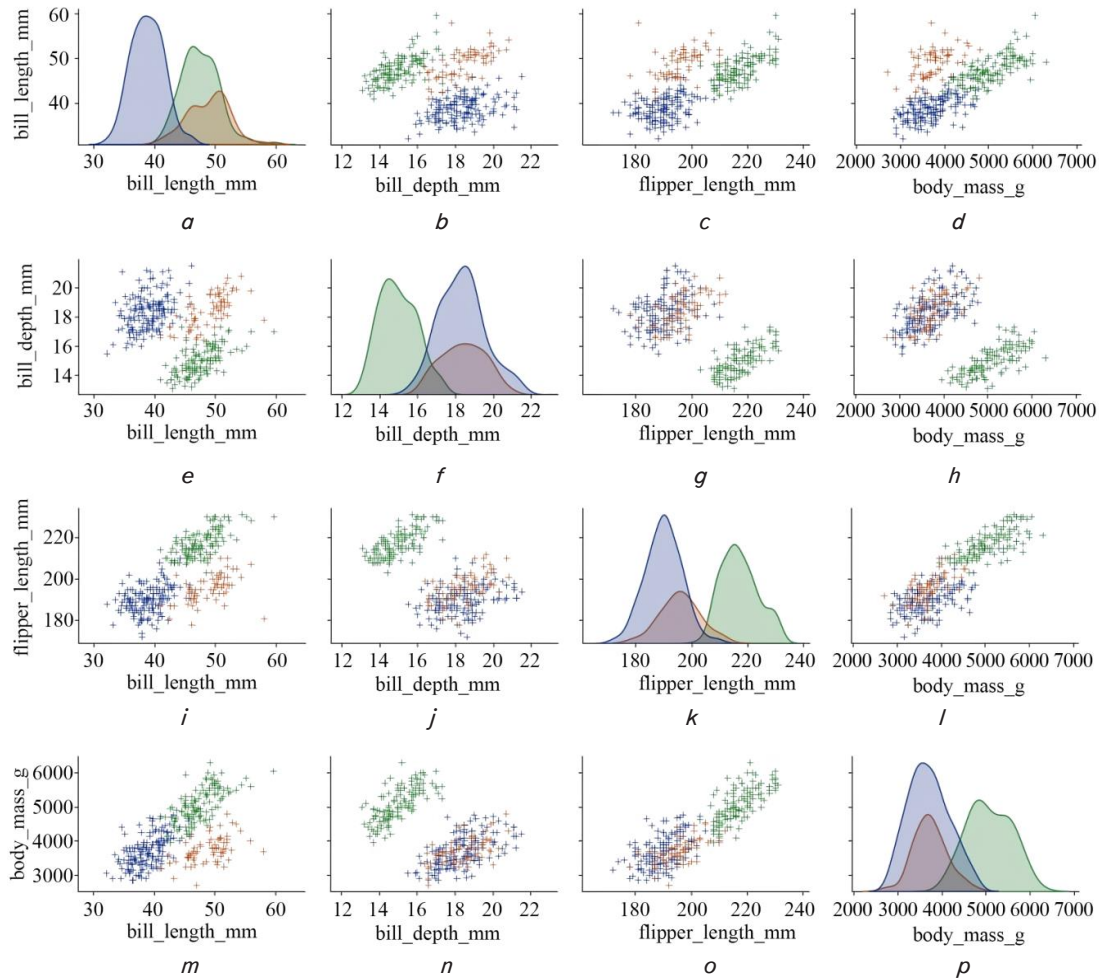 bill_length_mm
60
50
40
30 40 50 60
12 14 16 18 20 22
180 200 220 240
2000 3000 4000 5000 6000 7000
bill_length_mm
bill_depth_mm
flipper_length_mm
body_mass_g
a
b
c
d
bill_depth_mm
20
18
16
14
30 40 50 60
12 14 16 18 20 22
160 180 200 220 240
2000 3000 4000 5000 6000 7000
bill_length_mm
bill_depth_mm
flipper_length_mm
body_mass_g
e
f
g
h
flipper_length_mm
220
200
180
30 40 50 60
12 14 16 18 20 22
180 200 220 240
2000 3000 4000 5000 6000 7000
bill_length_mm
bill_depth_mm
flipper_length_mm
body_mass_g
i
j
k
l
body_mass_g
6000
5000
4000
3000
30 40 50 60
12 14 16 18 20 22
160 180 200 220 240
2000 3000 4000 5000 6000 7000
bill_length_mm
bill_depth_mm
flipper_length_mm
body_mass_g
m
n
o
p